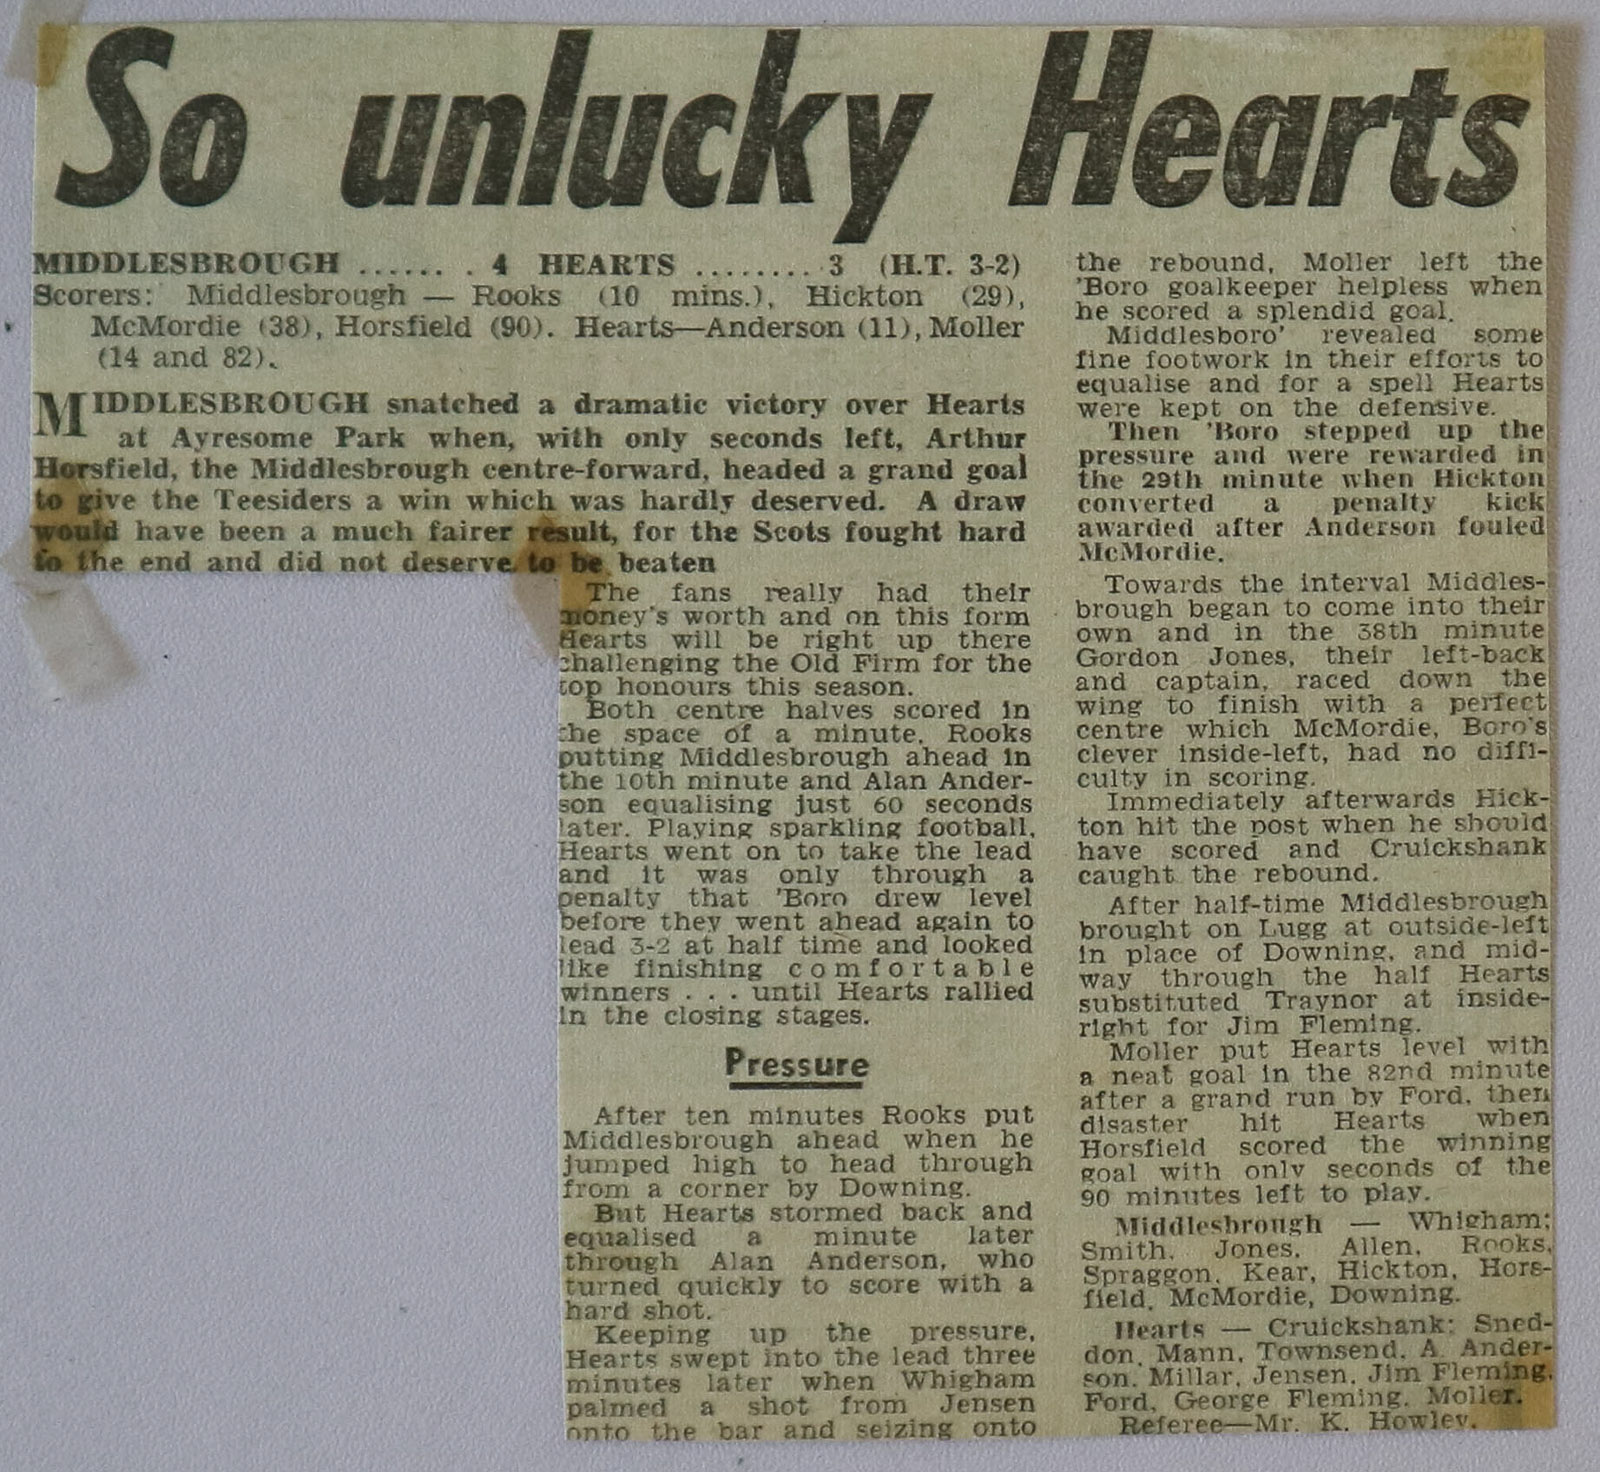 So unlucky Hearts
MIDDLESBROUGH ...... . 4 HEARTS ........ 3 (H.T. 3-2)
Scorers: Middlesbrough — Rooks (10 mins.), Hickton (29),
McMordie (38), Horsfield (90). Hearts—Anderson (11), Moller
(14 and 82).
MIDDLESBROUGH snatched a dramatic victory over Hearts
at Ayresome Park when, with only seconds left, Arthur
Horsfield, the Middlesbrough centre-forward, headed a grand goal
to give the Teesiders a win which was hardly deserved. A draw
would have been a much fairer result, for the Scots fought hard
to the end and did not deserve to be beaten
The fans really had their
money's worth and on this form
Hearts will be right up there
challenging the Old Firm for the
top honours this season.
Both centre halves scored in
the space of a minute, Rooks
putting Middlesbrough ahead in
the 10th minute and Alan Ander-
son equalising just 60 seconds
later. Playing sparkling football,
Hearts went on to take the lead
and it was only through a
penalty that 'Boro drew level
before they went ahead again to
lead 3-2 at half time and looked
like finishing comfortable
winners . . . until Hearts rallied
in the closing stages.
Pressure
After ten minutes Rooks put
Middlesbrough ahead when he
jumped high to head through
from a corner by Downing.
But Hearts stormed back and
equalised a minute later
through Alan Anderson, who
turned quickly to score with a
hard shot.
Keeping up the pressure,
Hearts swept into the lead three
minutes later when Whigham
palmed a shot from Jensen
onto the bar and seizing onto
the rebound, Moller left the
'Boro goalkeeper helpless when
he scored a splendid goal.
Middlesboro' revealed some
fine footwork in their efforts to
equalise and for a spell Hearts
were kept on the defensive.
Then 'Boro stepped up the
pressure and were rewarded in
the 29th minute when Hickton
converted a penalty kick
awarded after Anderson fouled
McMordie.
Towards the interval Middles-
brough began to come into their
own and in the 38th minute
Gordon Jones, their left-back
and captain, raced down the
wing to finish with a perfect
centre which McMordie, Boro's
clever inside-left, had no diffi-
culty in scoring.
Immediately afterwards Hick-
ton hit the post when he should
have scored and Cruickshank
caught the rebound.
After half-time Middlesbrough
brought on Lugg at outside-left
in place of Downing, and mid-
way through the half Hearts
substituted Traynor at inside-
right for Jim Fleming.
Moller put Hearts level with
a neat goal in the 82nd minute
after a grand run by Ford, then
disaster hit Hearts when
Horsfield scored the winning
goal with only seconds of the
90 minutes left to play.
Middlesbrough — Whigham;
Smith, Jones, Allen, Rooks,
Spraggon, Kear, Hickton, Hors-
field, McMordie, Downing.
Hearts — Cruickshank; Sned-
don, Mann, Townsend, A. Ander-
son, Millar, Jensen, Jim Fleming,
Ford, George Fleming, Moller.
Referee—Mr. K. Howley.